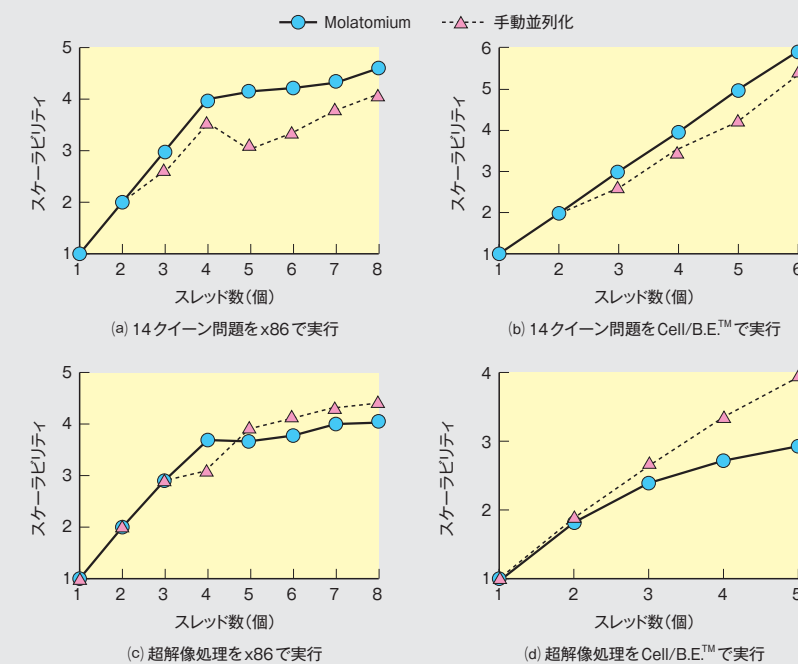 Molatomium
手動並列化
5
4
3
2
1
スケーラビリティ
1 2 3 4 5 6 7 8
スレッド数(個)
(a) 14クイーン問題をx86で実行
6
5
4
3
2
1
スケーラビリティ
1 2 3 4 5 6
スレッド数(個)
(b) 14クイーン問題をCell/B.E.™で実行
5
4
3
2
1
スケーラビリティ
1 2 3 4 5 6 7 8
スレッド数(個)
(c) 超解像処理をx86で実行
4
3
2
1
スケーラビリティ
1 2 3 4 5
スレッド数(個)
(d) 超解像処理をCell/B.E.™で実行